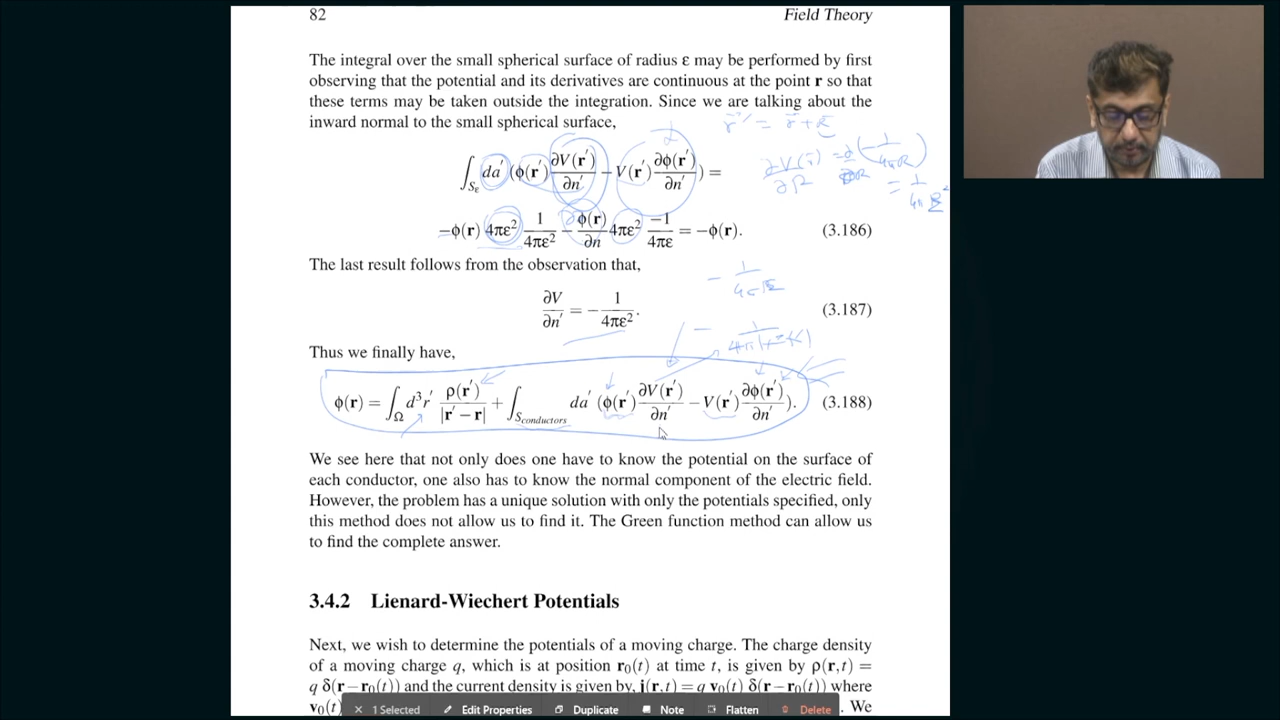 82 Field Theory
The integral over the small spherical surface of radius ε may be performed by first
observing that the potential and its derivatives are continuous at the point r so that
these terms may be taken outside the integration. Since we are talking about the
inward normal to the small spherical surface,
∫_{S_ε} da′ (ϕ(r′) ∂V(r′)/∂n′ − V(r′) ∂ϕ(r′)/∂n′) =
−ϕ(r) 4πε² 1/4πε² − ∂ϕ(r)/∂n 4πε² −1/4πε = −ϕ(r). (3.186)
The last result follows from the observation that,
∂V/∂n′ = − 1/4πε². (3.187)
Thus we finally have,
ϕ(r) = ∫_Ω d³r′ ρ(r′)/|r′ − r| + ∫_{S_conductors} da′ (ϕ(r′) ∂V(r′)/∂n′ − V(r′) ∂ϕ(r′)/∂n′). (3.188)
We see here that not only does one have to know the potential on the surface of
each conductor, one also has to know the normal component of the electric field.
However, the problem has a unique solution with only the potentials specified, only
this method does not allow us to find it. The Green function method can allow us
to find the complete answer.
3.4.2 Lienard-Wiechert Potentials
Next, we wish to determine the potentials of a moving charge. The charge density
of a moving charge q, which is at position r₀(t) at time t, is given by ρ(r,t) =
q δ(r−r₀(t)) and the current density is given by, j(r,t) = q v₀(t) δ(r−r₀(t)) where
v₀(t) . We
× 1 Selected Edit Properties Duplicate Note Flatten Delete